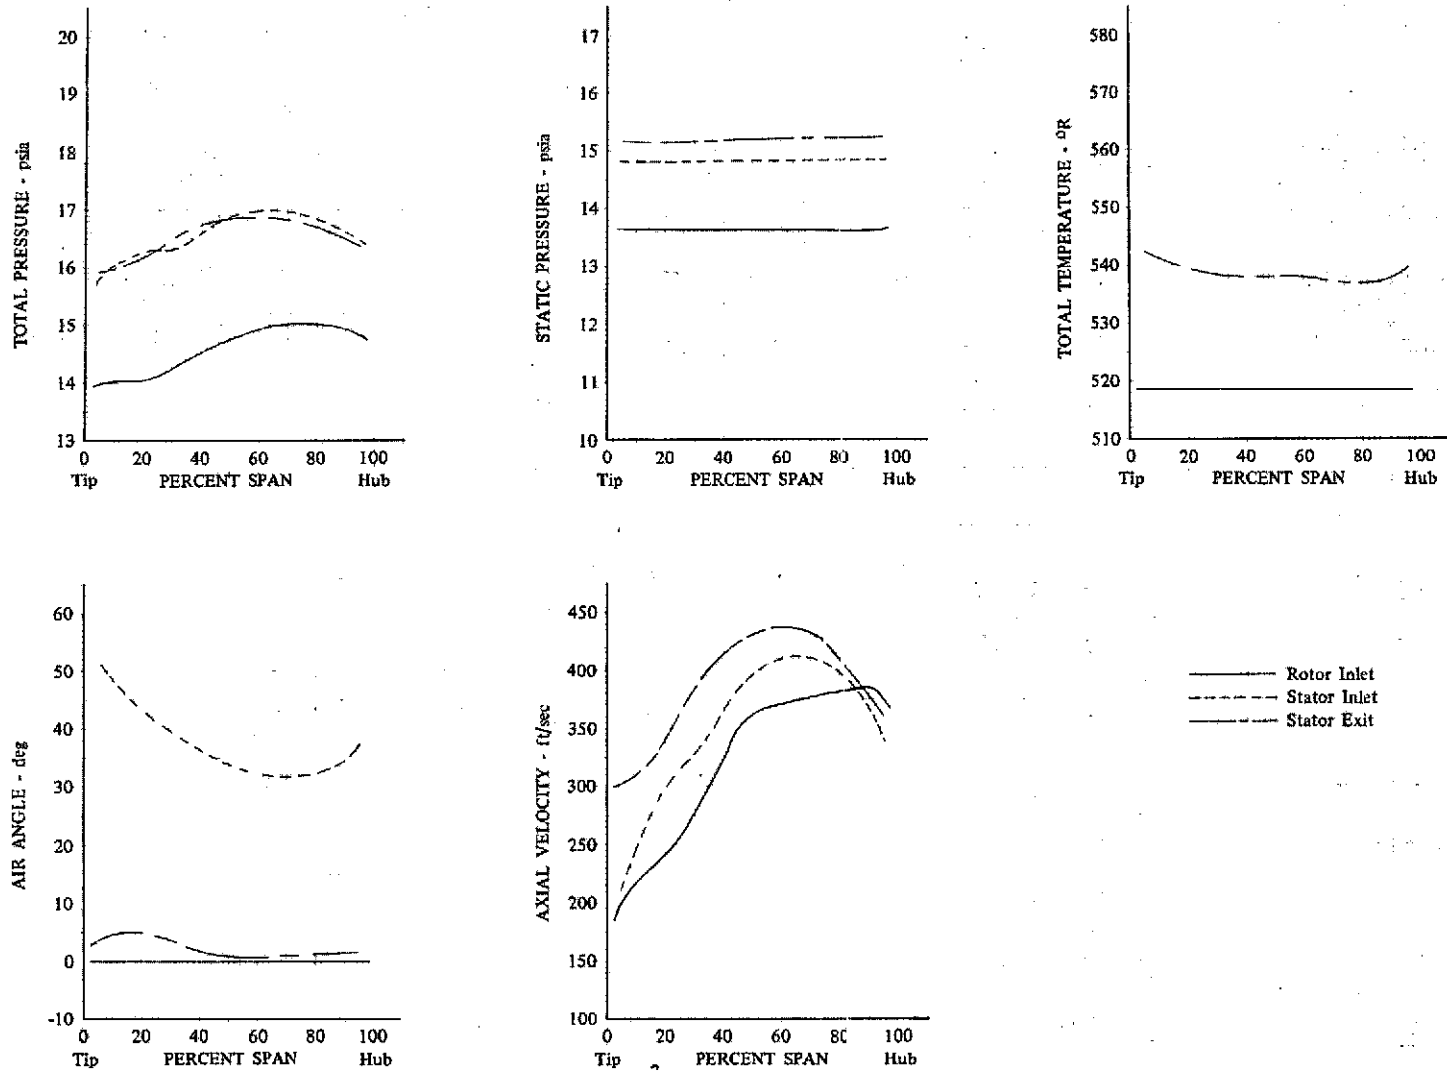 TOTAL PRESSURE - psia
20
19
18
17
16
15
14
13
0 20 40 60 80 100
Tip PERCENT SPAN Hub
STATIC PRESSURE - psia
17
16
15
14
13
12
11
10
0 20 40 60 80 100
Tip PERCENT SPAN Hub
TOTAL TEMPERATURE - ºR
580
570
560
550
540
530
520
510
0 20 40 60 80 100
Tip PERCENT SPAN Hub
AIR ANGLE - deg
60
50
40
30
20
10
0
-10
0 20 40 60 80 100
Tip PERCENT SPAN Hub
AXIAL VELOCITY - ft/sec
450
400
350
300
250
200
150
100
0 20 40 60 80 100
Tip PERCENT SPAN Hub
Rotor Inlet
Stator Inlet
Stator Exit